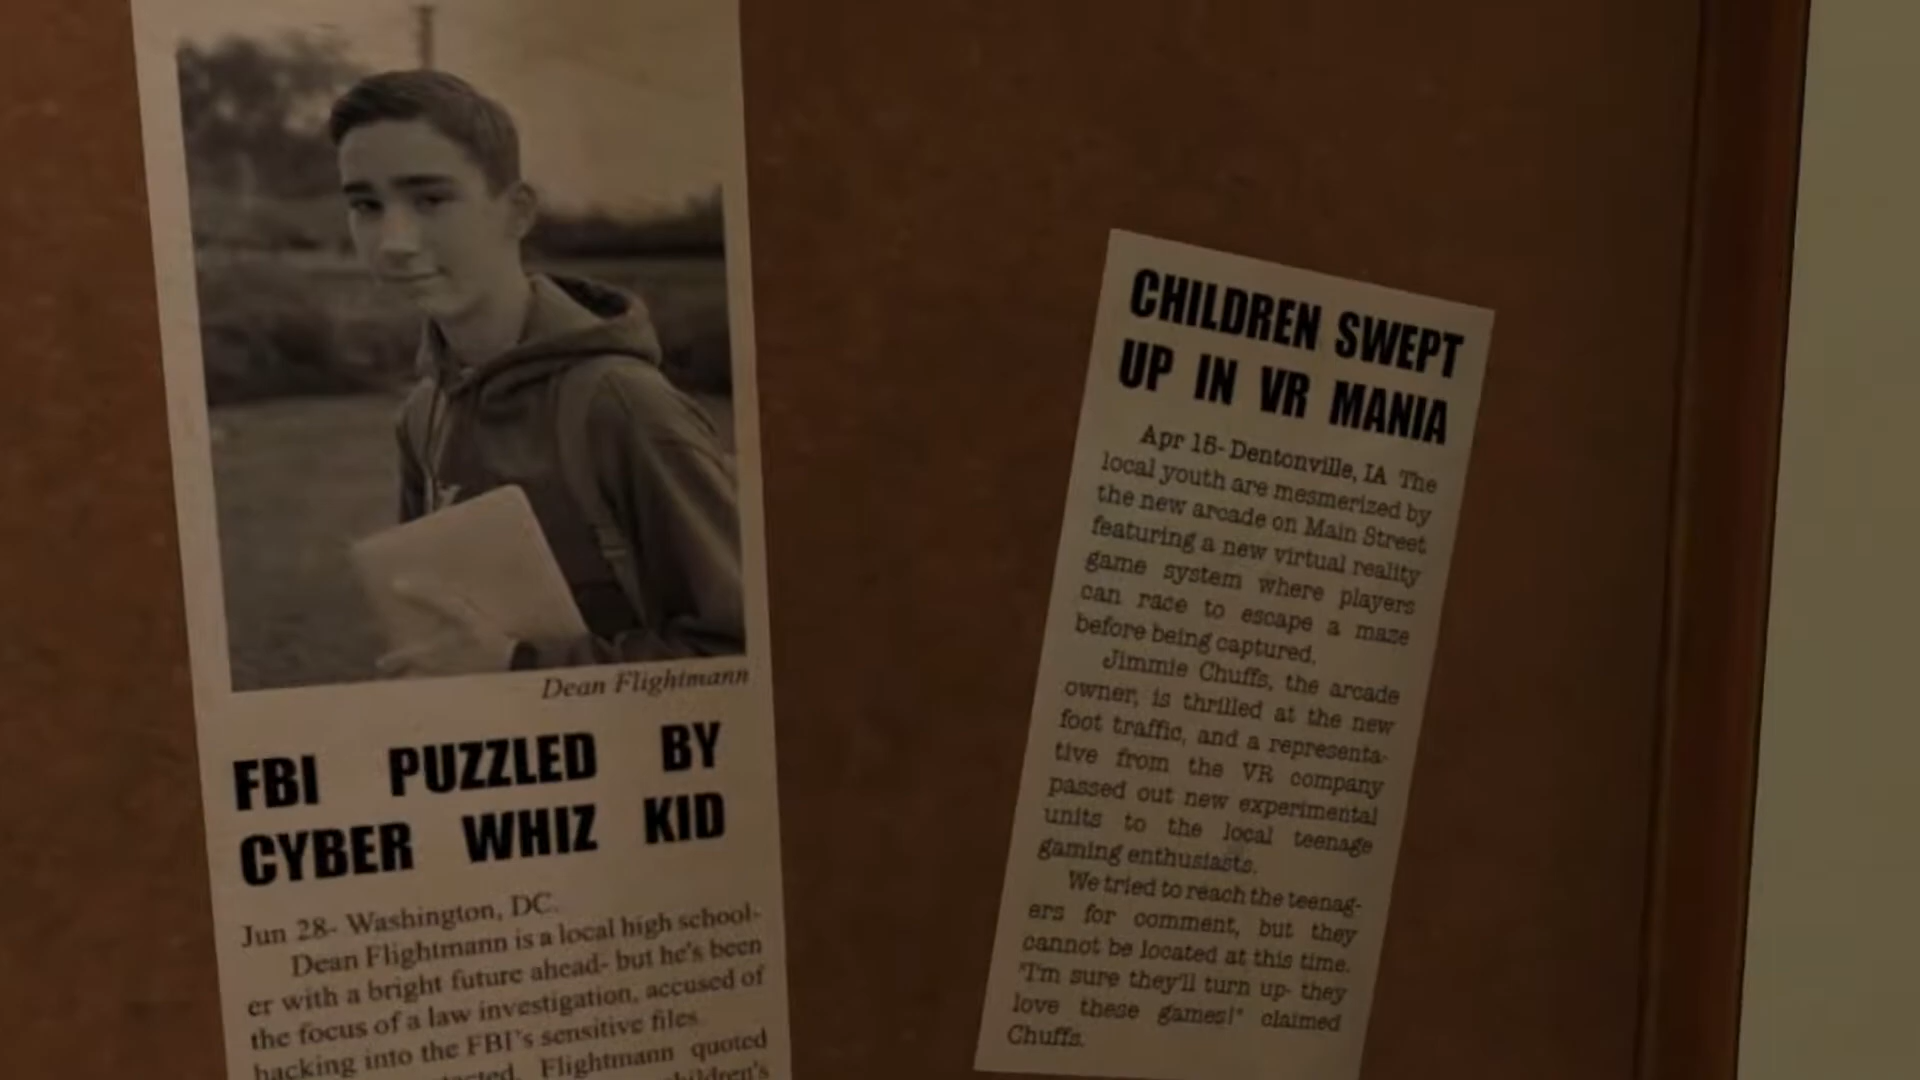 Dean Flightmann
FBI PUZZLED BY
CYBER WHIZ KID
Jun 28- Washington, DC.
Dean Flightmann is a local high school-
er with a bright future ahead- but he's been
the focus of a law investigation, accused of
hacking into the FBI's sensitive files
Flightmann quoted
children's
CHILDREN SWEPT
UP IN VR MANIA
Apr 15- Dentonville, IA The
local youth are mesmerized by
the new arcade on Main Street
featuring a new virtual reality
game system where players
can race to escape a maze
before being captured.
Jimmie Chuffs, the arcade
owner, is thrilled at the new
foot traffic, and a representa-
tive from the VR company
passed out new experimental
units to the local teenage
gaming enthusiasts.
We tried to reach the teenag-
ers for comment, but they
cannot be located at this time.
"I'm sure they'll turn up- they
love these games!" claimed
Chuffs.